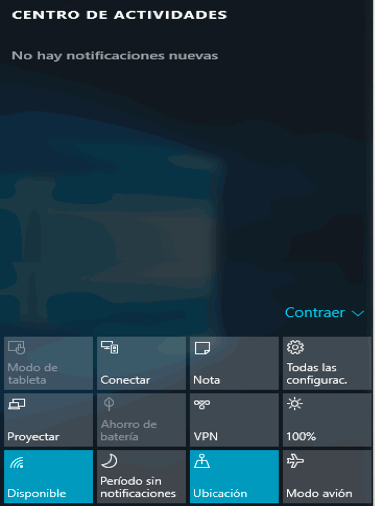 CENTRO DE ACTIVIDADES
No hay notificaciones nuevas
Contraer
Modo de
tableta
Conectar
Nota
Todas las
configurac.
Proyectar
Ahorro de
batería
VPN
100%
Disponible
Período sin
notificaciones
Ubicación
Modo avión